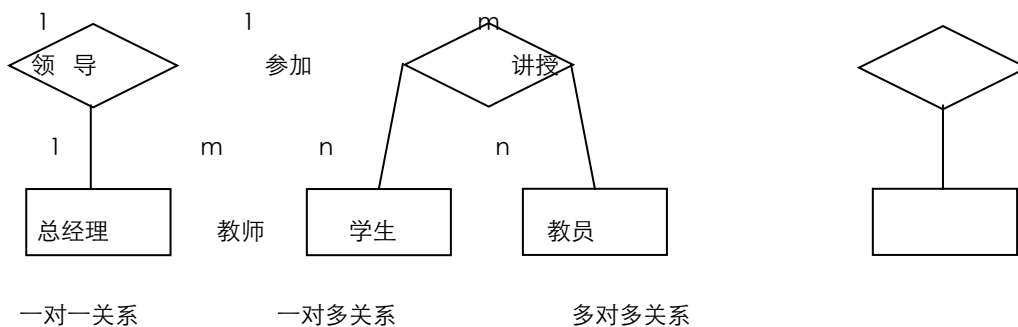 1 1 m
领 导 参加 讲授
1 m n n
总经理 教师 学生 教员
一对一关系 一对多关系 多对多关系